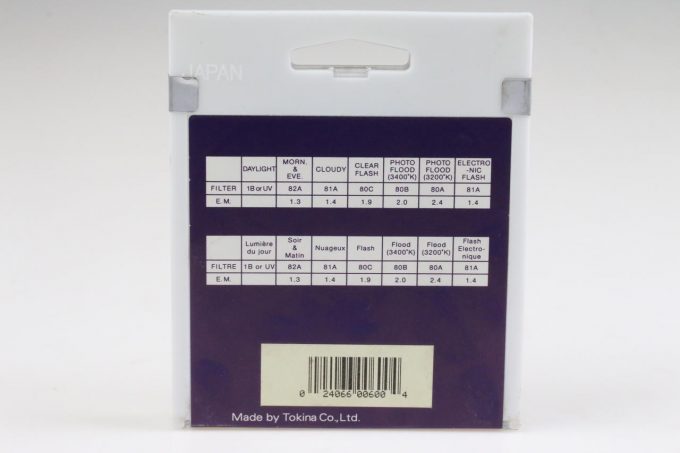 JAPAN
DAYLIGHT MORN. & EVE. CLOUDY CLEAR FLASH PHOTO FLOOD (3400°K) PHOTO FLOOD (3200°K) ELECTRO-NIC FLASH
FILTER 1B or UV 82A 81A 80C 80B 80A 81A
E.M. 1.3 1.4 1.9 2.0 2.4 1.4
Lumière du jour Soir & Matin Nuageux Flash Flood (3400°K) Flood (3200°K) Flash Electro-nique
FILTRE 1B or UV 82A 81A 80C 80B 80A 81A
E.M. 1.3 1.4 1.9 2.0 2.4 1.4
0 24066 00600 4
Made by Tokina Co., Ltd.